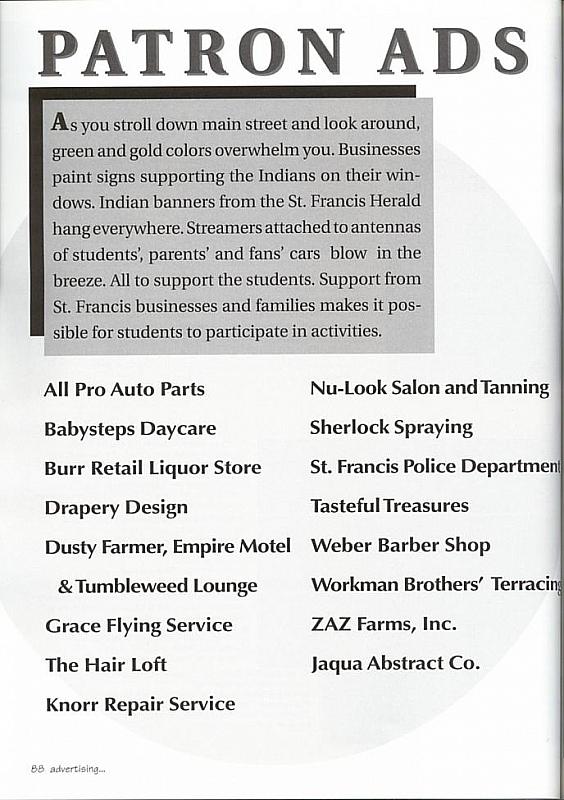 PATRON ADS
As you stroll down main street and look around,
green and gold colors overwhelm you. Businesses
paint signs supporting the Indians on their win-
dows. Indian banners from the St. Francis Herald
hang everywhere. Streamers attached to antennas
of students', parents' and fans' cars blow in the
breeze. All to support the students. Support from
St. Francis businesses and families makes it pos-
sible for students to participate in activities.
All Pro Auto Parts
Babysteps Daycare
Burr Retail Liquor Store
Drapery Design
Dusty Farmer, Empire Motel
& Tumbleweed Lounge
Grace Flying Service
The Hair Loft
Knorr Repair Service
Nu-Look Salon and Tanning
Sherlock Spraying
St. Francis Police Department
Tasteful Treasures
Weber Barber Shop
Workman Brothers' Terracing
ZAZ Farms, Inc.
Jaqua Abstract Co.
88 advertising...